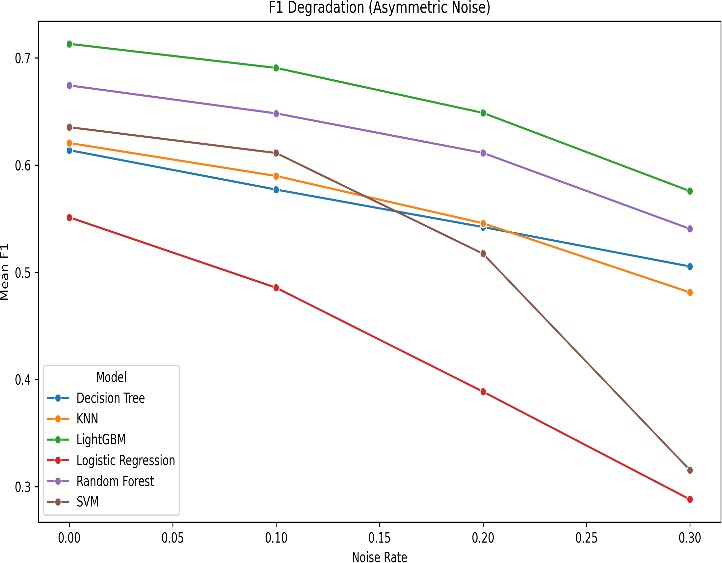 F1 Degradation (Asymmetric Noise)
Mean F1
0.7
0.6
0.5
0.4
0.3
Model
Decision Tree
KNN
LightGBM
Logistic Regression
Random Forest
SVM
0.00 0.05 0.10 0.15 0.20 0.25 0.30
Noise Rate